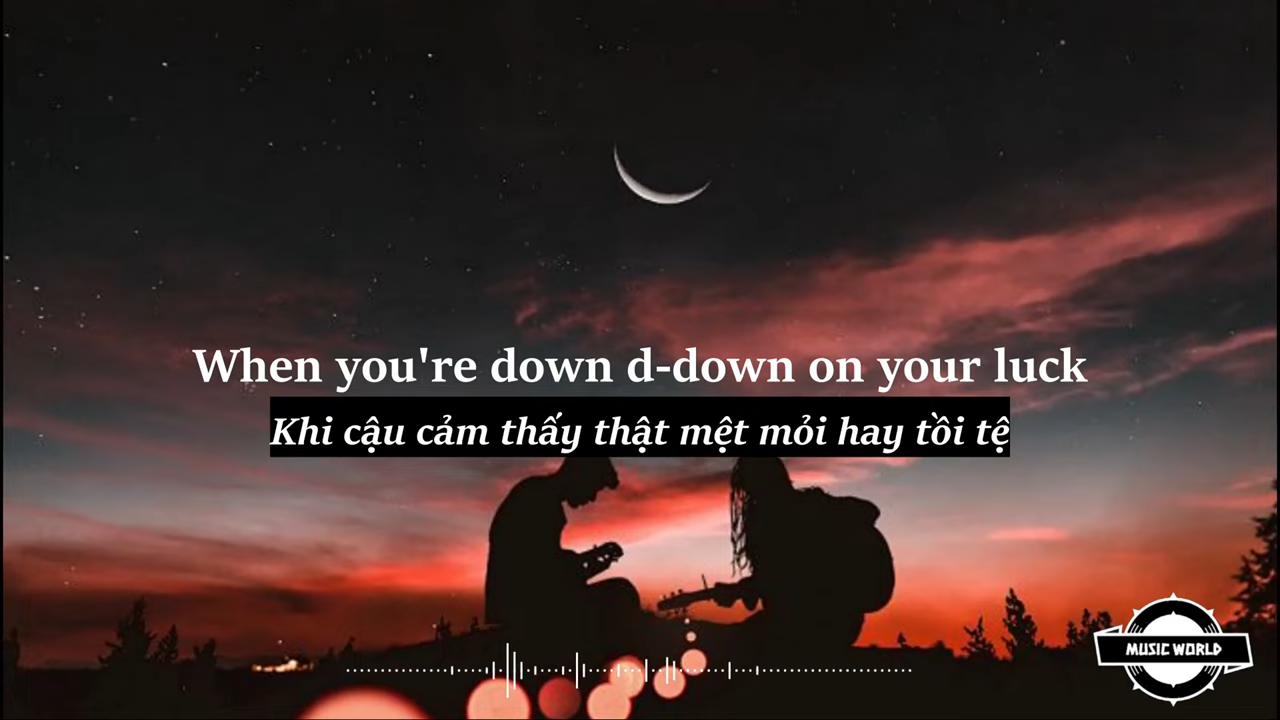 When you're down d-down on your luck
Khi cậu cảm thấy thật mệt mỏi hay tồi tệ
MUSIC WORLD